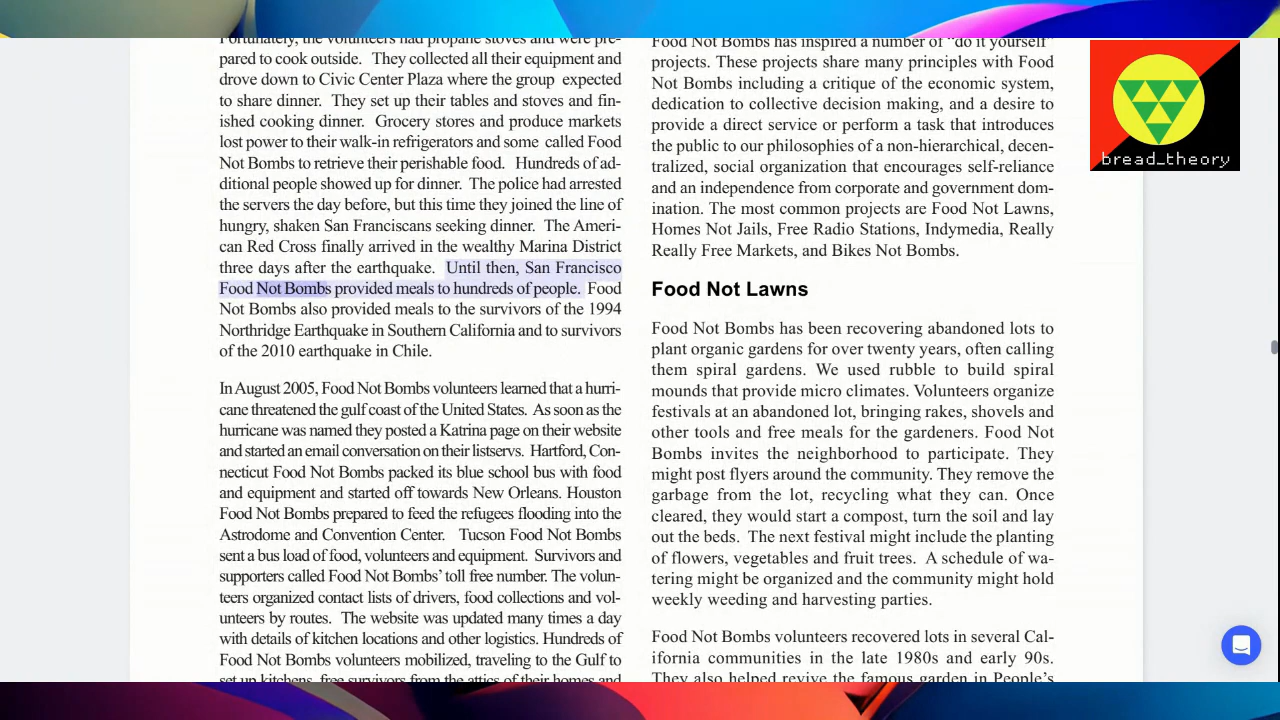 Fortunately, the volunteers had propane stoves and were pre-
pared to cook outside. They collected all their equipment and
drove down to Civic Center Plaza where the group expected
to share dinner. They set up their tables and stoves and fin-
ished cooking dinner. Grocery stores and produce markets
lost power to their walk-in refrigerators and some called Food
Not Bombs to retrieve their perishable food. Hundreds of ad-
ditional people showed up for dinner. The police had arrested
the servers the day before, but this time they joined the line of
hungry, shaken San Franciscans seeking dinner. The Ameri-
can Red Cross finally arrived in the wealthy Marina District
three days after the earthquake. Until then, San Francisco
Food Not Bombs provided meals to hundreds of people. Food
Not Bombs also provided meals to the survivors of the 1994
Northridge Earthquake in Southern California and to survivors
of the 2010 earthquake in Chile.
In August 2005, Food Not Bombs volunteers learned that a hurri-
cane threatened the gulf coast of the United States. As soon as the
hurricane was named they posted a Katrina page on their website
and started an email conversation on their listservs. Hartford, Con-
necticut Food Not Bombs packed its blue school bus with food
and equipment and started off towards New Orleans. Houston
Food Not Bombs prepared to feed the refugees flooding into the
Astrodome and Convention Center. Tucson Food Not Bombs
sent a bus load of food, volunteers and equipment. Survivors and
supporters called Food Not Bombs' toll free number. The volun-
teers organized contact lists of drivers, food collections and vol-
unteers by routes. The website was updated many times a day
with details of kitchen locations and other logistics. Hundreds of
Food Not Bombs volunteers mobilized, traveling to the Gulf to
set up kitchens, free survivors from the attics of their homes and
Food Not Bombs has inspired a number of "do it yourself"
projects. These projects share many principles with Food
Not Bombs including a critique of the economic system,
dedication to collective decision making, and a desire to
provide a direct service or perform a task that introduces
the public to our philosophies of a non-hierarchical, decen-
tralized, social organization that encourages self-reliance
and an independence from corporate and government dom-
ination. The most common projects are Food Not Lawns,
Homes Not Jails, Free Radio Stations, Indymedia, Really
Really Free Markets, and Bikes Not Bombs.
Food Not Lawns
Food Not Bombs has been recovering abandoned lots to
plant organic gardens for over twenty years, often calling
them spiral gardens. We used rubble to build spiral
mounds that provide micro climates. Volunteers organize
festivals at an abandoned lot, bringing rakes, shovels and
other tools and free meals for the gardeners. Food Not
Bombs invites the neighborhood to participate. They
might post flyers around the community. They remove the
garbage from the lot, recycling what they can. Once
cleared, they would start a compost, turn the soil and lay
out the beds. The next festival might include the planting
of flowers, vegetables and fruit trees. A schedule of wa-
tering might be organized and the community might hold
weekly weeding and harvesting parties.
Food Not Bombs volunteers recovered lots in several Cal-
ifornia communities in the late 1980s and early 90s.
They also helped revive the famous garden in People's
bread_theory